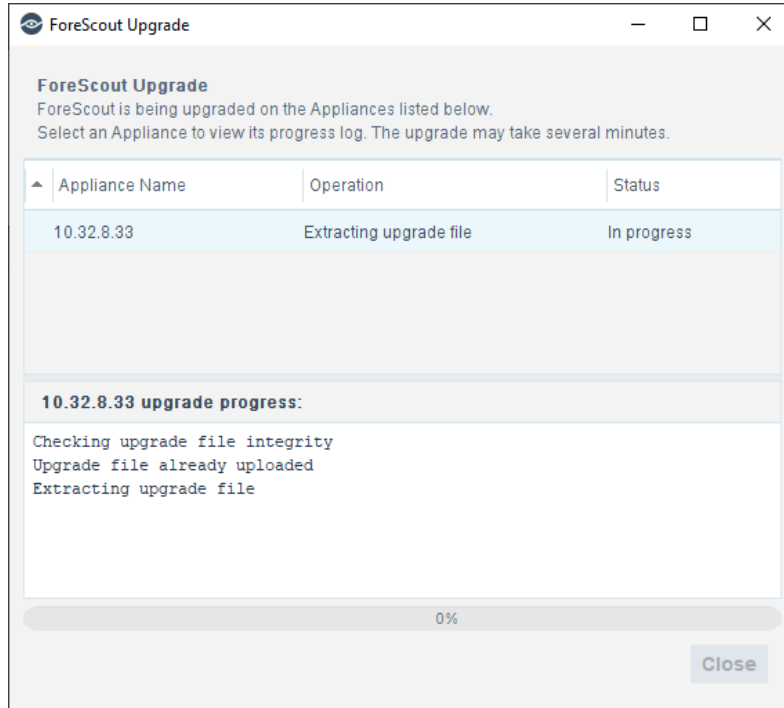 ForeScout Upgrade
ForeScout Upgrade
ForeScout is being upgraded on the Appliances listed below.
Select an Appliance to view its progress log. The upgrade may take several minutes.
Appliance Name Operation Status
10.32.8.33 Extracting upgrade file In progress
10.32.8.33 upgrade progress:
Checking upgrade file integrity
Upgrade file already uploaded
Extracting upgrade file
0%
Close